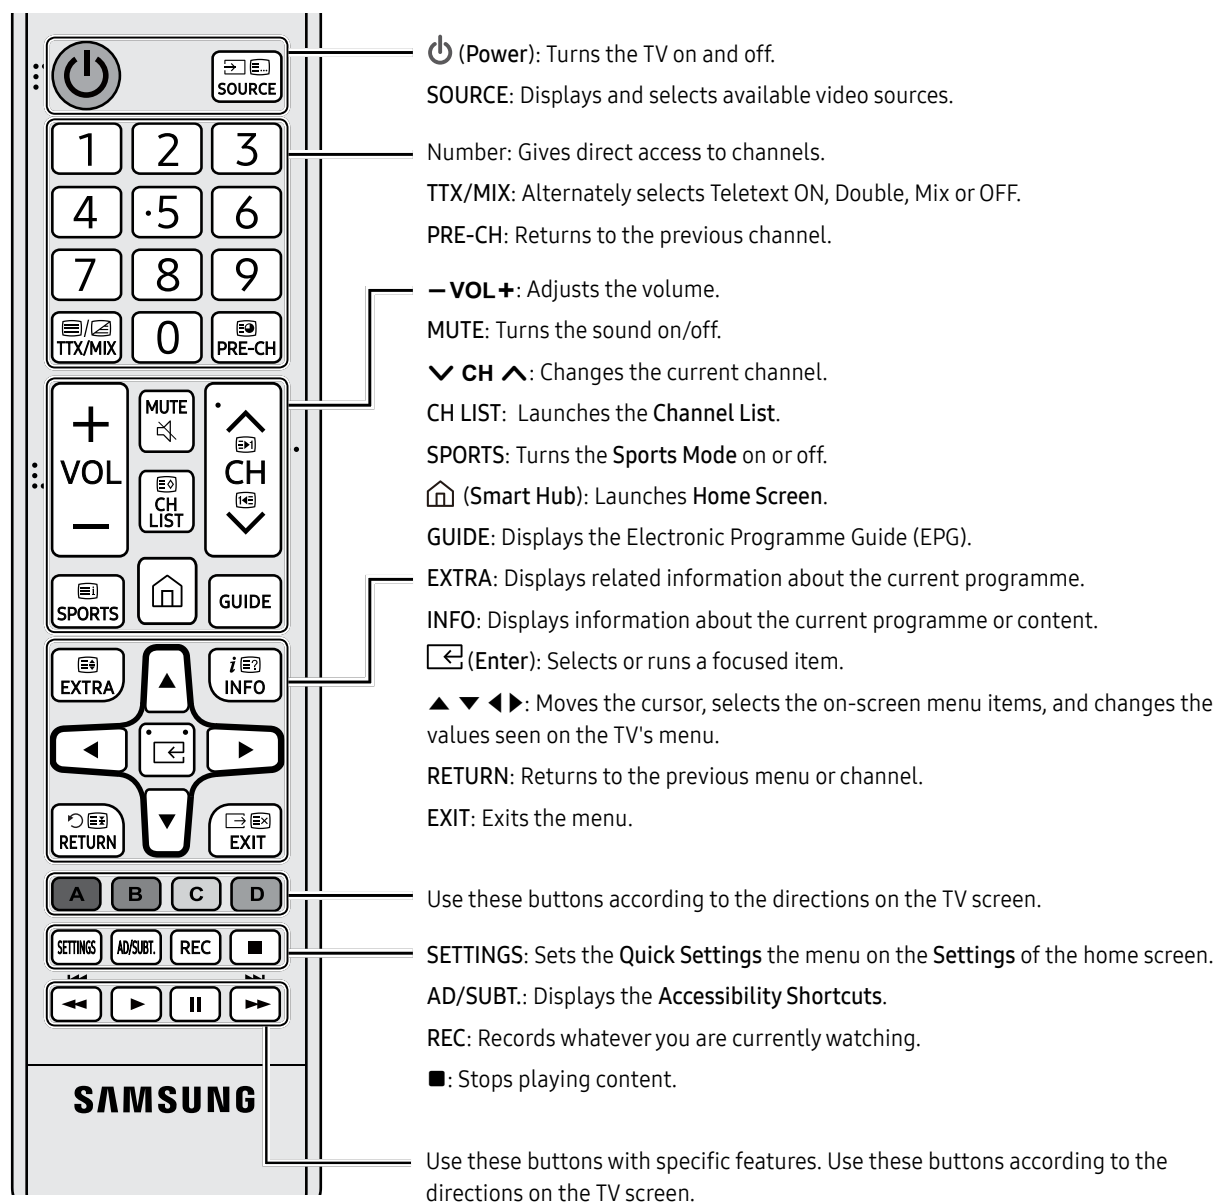 SOURCE
1 2 3
4 ·5 6
7 8 9
TTX/MIX 0 PRE-CH
+ VOL −
MUTE
CH LIST
CH
SPORTS
GUIDE
EXTRA
i INFO
RETURN
EXIT
A B C D
SETTINGS AD/SUBT. REC
SAMSUNG
(Power): Turns the TV on and off.
SOURCE: Displays and selects available video sources.
Number: Gives direct access to channels.
TTX/MIX: Alternately selects Teletext ON, Double, Mix or OFF.
PRE-CH: Returns to the previous channel.
− VOL +: Adjusts the volume.
MUTE: Turns the sound on/off.
CH : Changes the current channel.
CH LIST: Launches the Channel List.
SPORTS: Turns the Sports Mode on or off.
(Smart Hub): Launches Home Screen.
GUIDE: Displays the Electronic Programme Guide (EPG).
EXTRA: Displays related information about the current programme.
INFO: Displays information about the current programme or content.
(Enter): Selects or runs a focused item.
▲ ▼ ◀ ▶: Moves the cursor, selects the on-screen menu items, and changes the
values seen on the TV's menu.
RETURN: Returns to the previous menu or channel.
EXIT: Exits the menu.
Use these buttons according to the directions on the TV screen.
SETTINGS: Sets the Quick Settings the menu on the Settings of the home screen.
AD/SUBT.: Displays the Accessibility Shortcuts.
REC: Records whatever you are currently watching.
■: Stops playing content.
Use these buttons with specific features. Use these buttons according to the
directions on the TV screen.